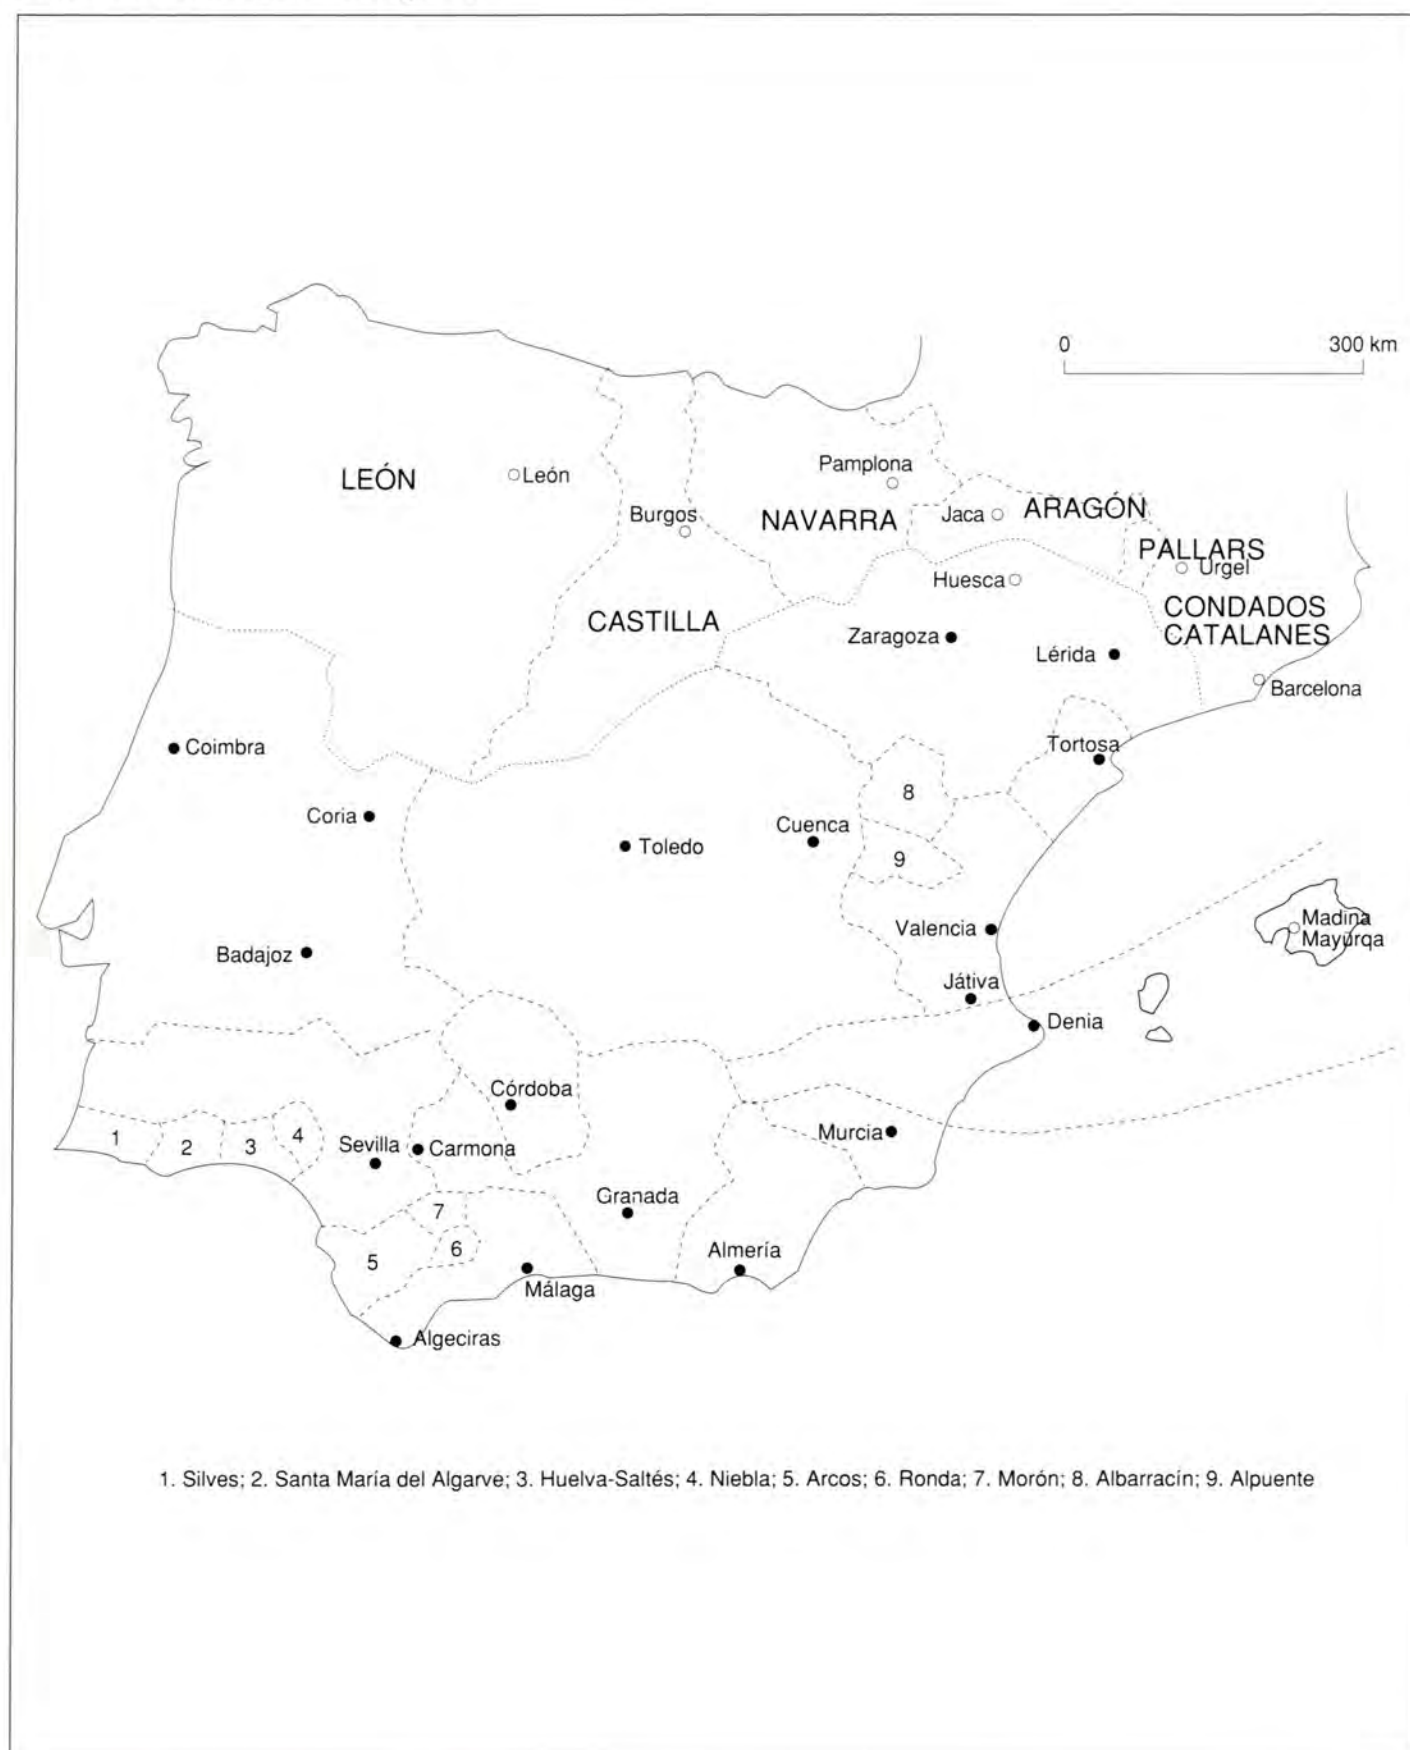 0 300 km
Pamplona
LEÓN
León
Burgos
NAVARRA
Jaca
ARAGÓN
PALLARS
Urgel
Huesca
CONDADOS
CATALANES
CASTILLA
Zaragoza
Lérida
Barcelona
Coimbra
Tortosa
8
Coria
Cuenca
Toledo
9
Valencia
Madina
Mayūrqa
Badajoz
Játiva
Denia
Córdoba
1
2
3
4
Sevilla
Carmona
Murcia
7
Granada
5
6
Almería
Málaga
Algeciras
1. Silves; 2. Santa María del Algarve; 3. Huelva-Saltés; 4. Niebla; 5. Arcos; 6. Ronda; 7. Morón; 8. Albarracín; 9. Alpuente